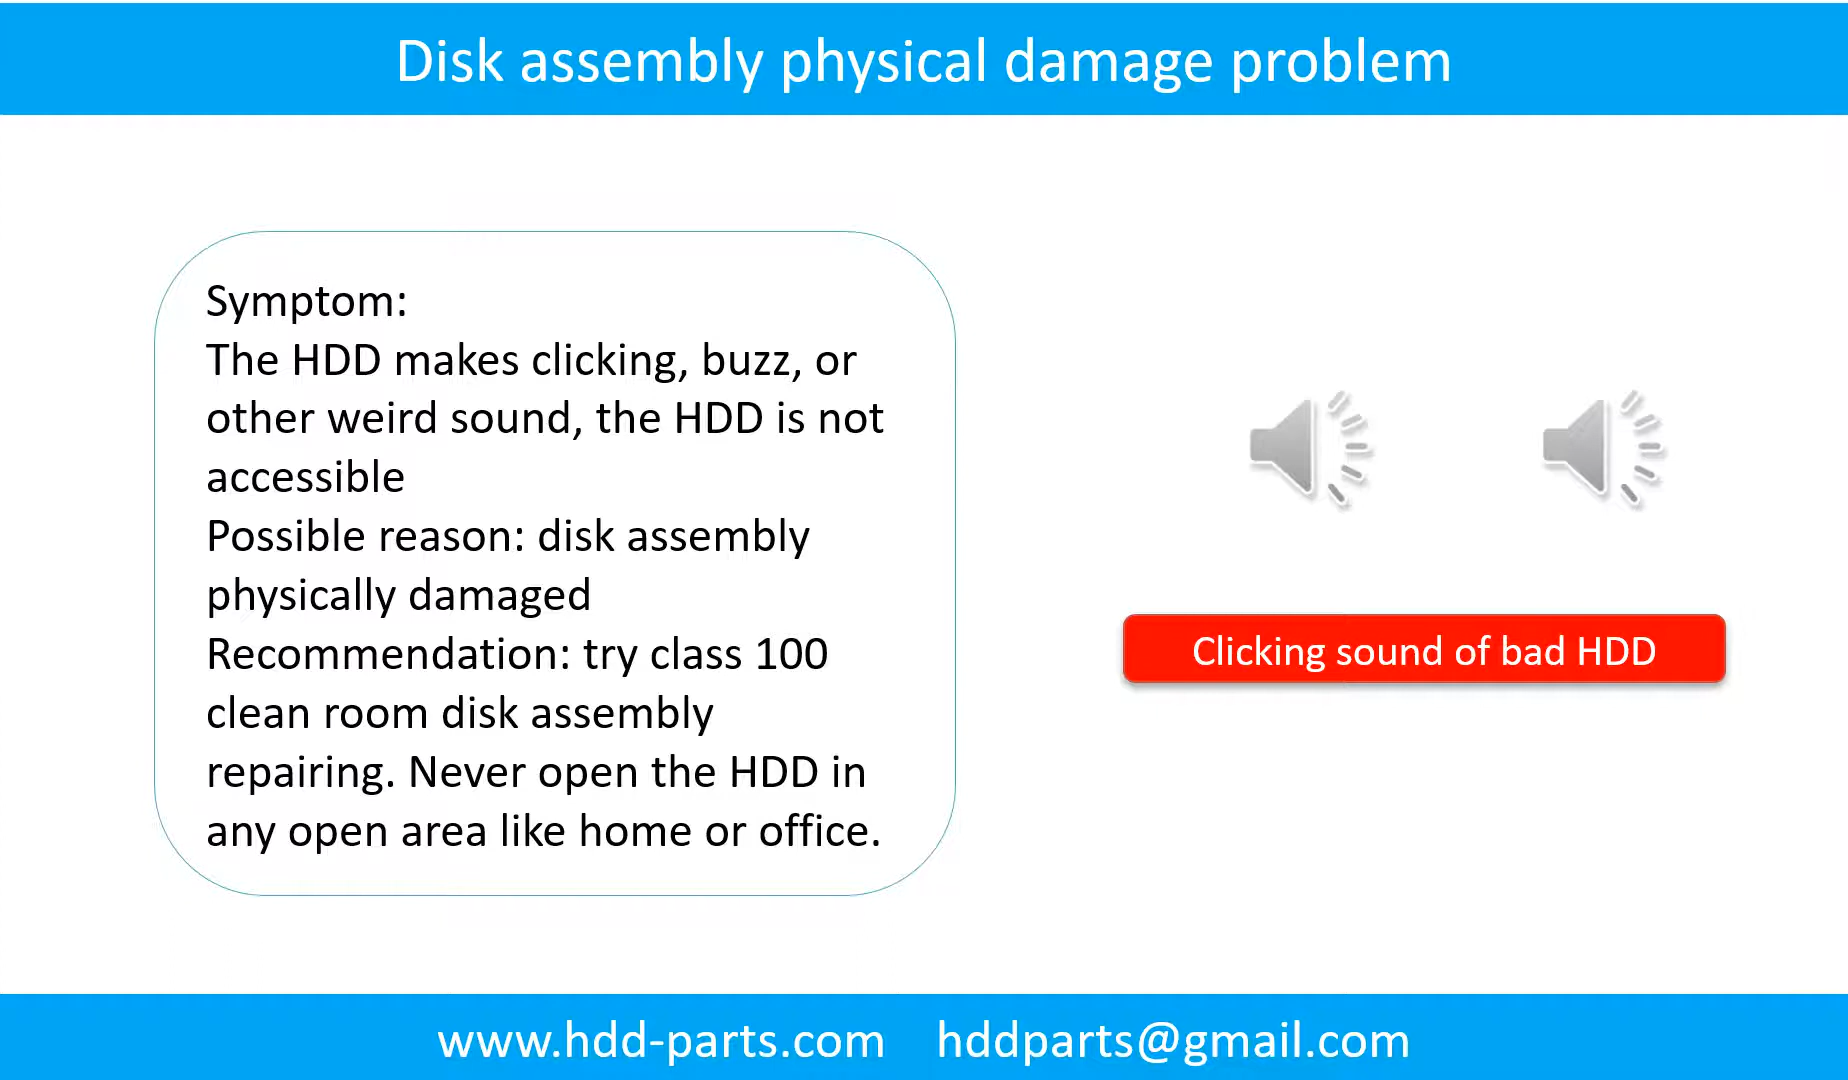 Disk assembly physical damage problem
Symptom:
The HDD makes clicking, buzz, or
other weird sound, the HDD is not
accessible
Possible reason: disk assembly
physically damaged
Recommendation: try class 100
clean room disk assembly
repairing. Never open the HDD in
any open area like home or office.
Clicking sound of bad HDD
www.hdd-parts.com hddparts@gmail.com